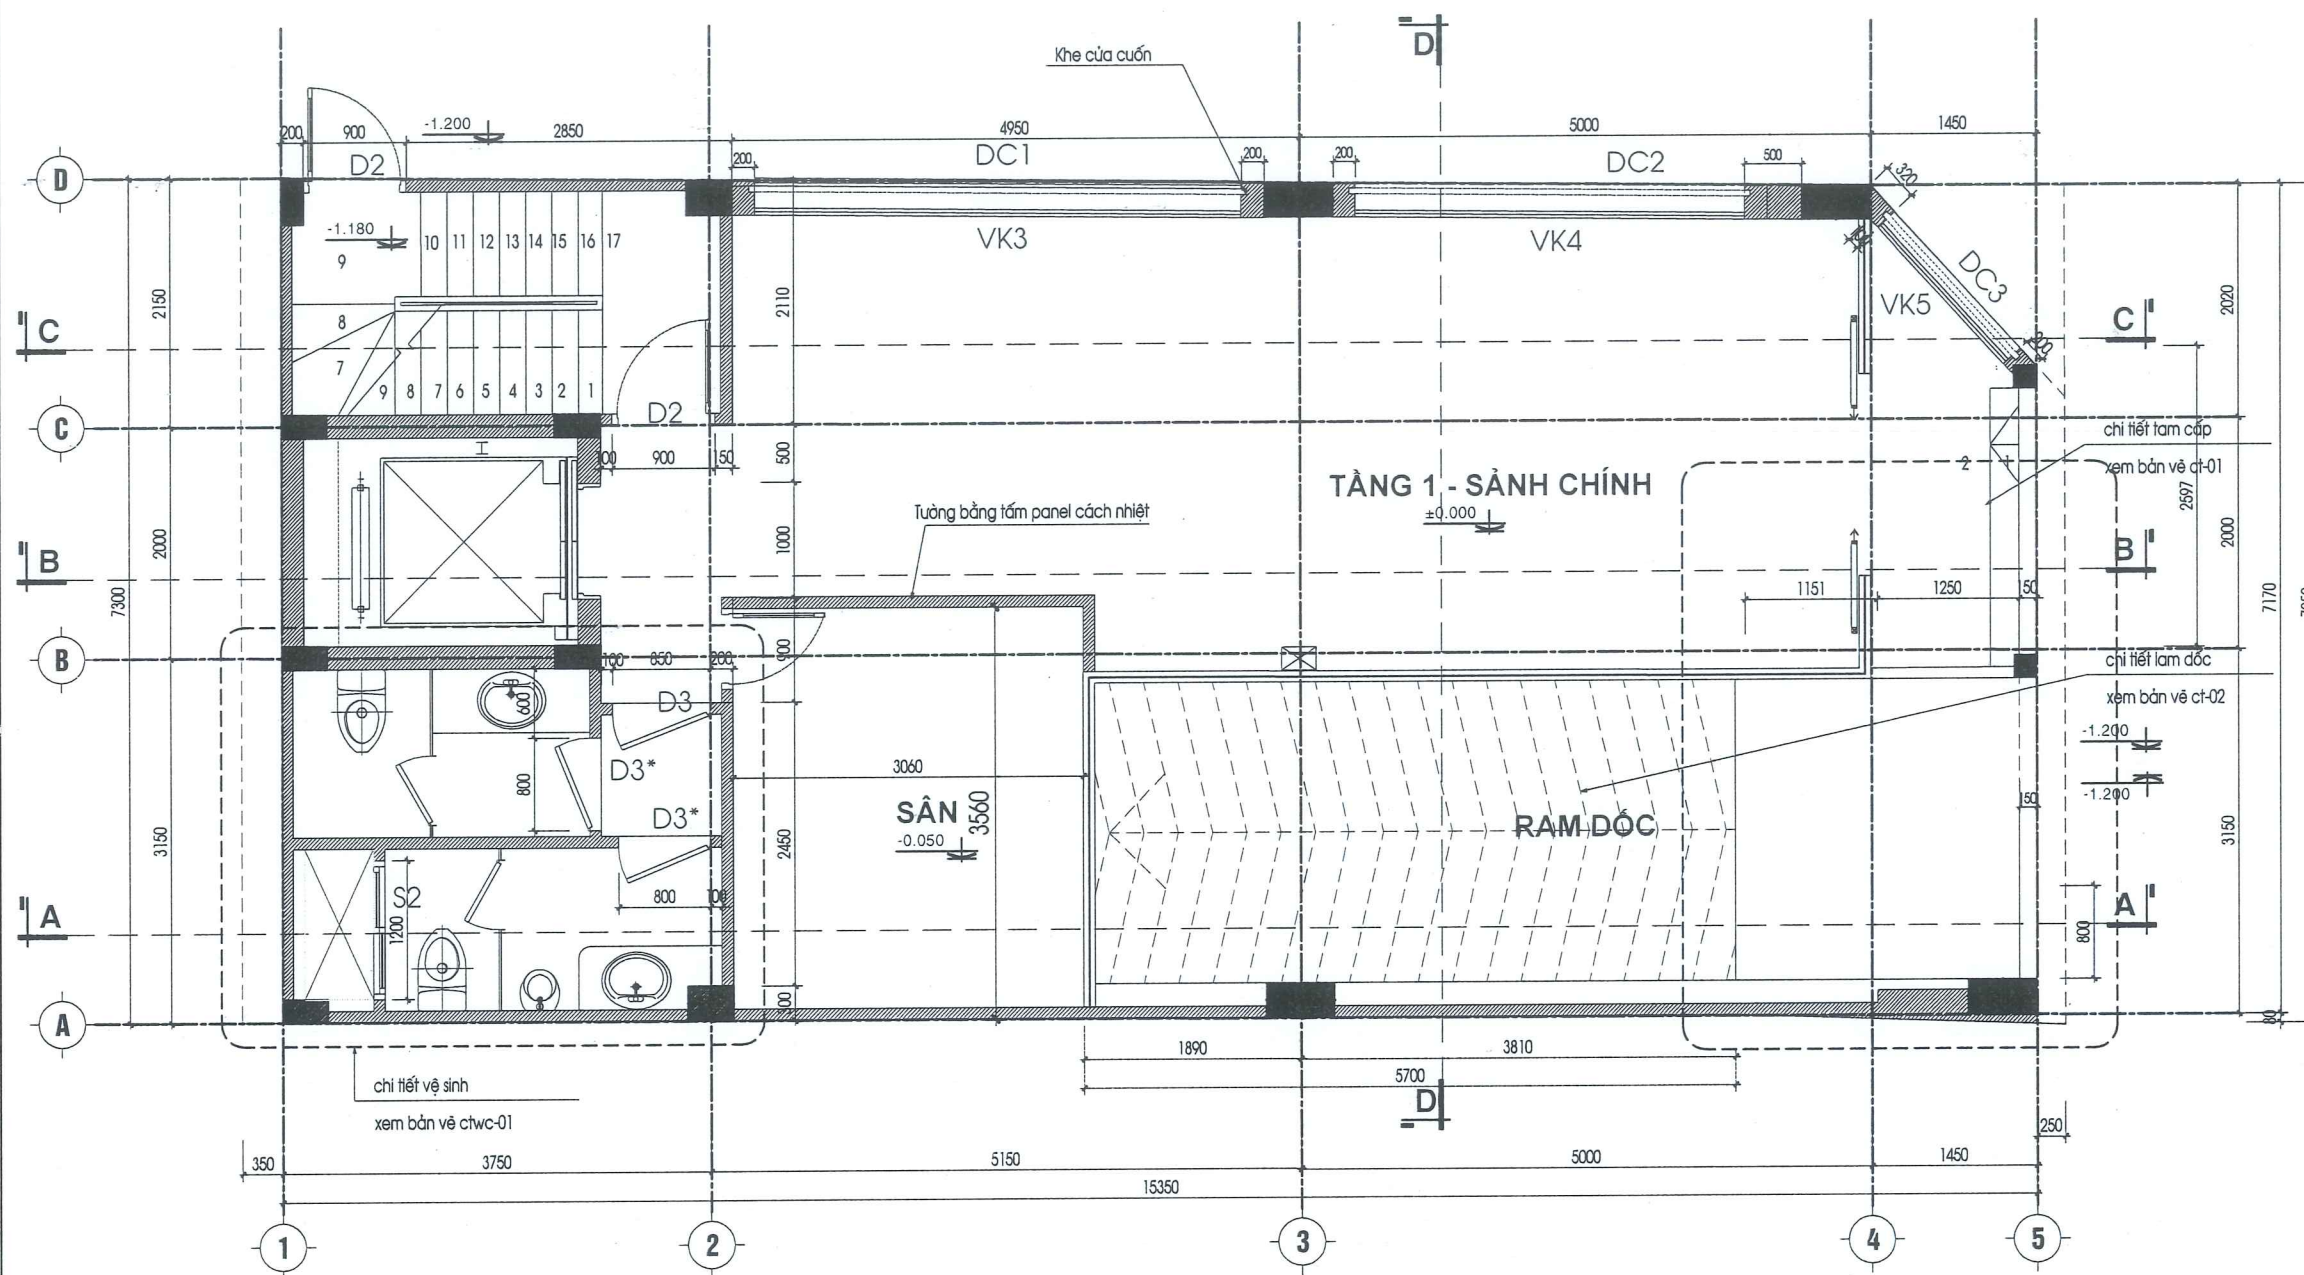 D
Khe cửa cuốn
-1.200
200
900
2850
4950
5000
1450
D2
DC1
DC2
200
200
200
500
320
D
-1.180
10
11
12
13
14
15
16
17
9
VK3
VK4
DC3
VK5
2150
2110
2020
8
7
9
8
7
6
5
4
3
2
1
C
C
200
C
D2
chi tiết tam cấp
xem bản vẽ ct-01
900
150
500
TẦNG 1 - SẢNH CHÍNH
±0.000
2
1
2597
Tường bằng tấm panel cách nhiệt
2000
1000
2000
B
B
7300
1151
1250
150
7170
B
100
850
200
900
chi tiết lam dốc
xem bản vẽ ct-02
600
D3
-1.200
-1.200
D3*
800
3060
3560
SÂN
-0.050
RAM DỐC
D3*
150
3150
2450
3150
S2
1200
800
100
A
A
800
A
300
80
1890
3810
5700
chi tiết vệ sinh
xem bản vẽ ctwc-01
D
250
350
3750
5150
5000
1450
15350
1
2
3
4
5